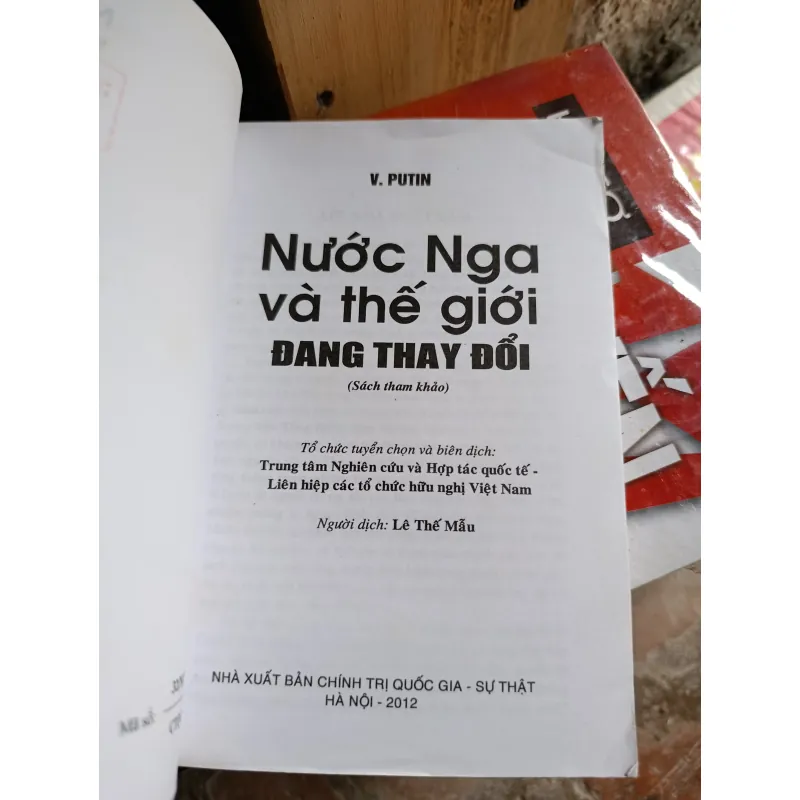 V. PUTIN
Nước Nga
và thế giới
ĐANG THAY ĐỔI
(Sách tham khảo)
Tổ chức tuyển chọn và biên dịch:
Trung tâm Nghiên cứu và Hợp tác quốc tế -
Liên hiệp các tổ chức hữu nghị Việt Nam
Người dịch: Lê Thế Mẫu
NHÀ XUẤT BẢN CHÍNH TRỊ QUỐC GIA - SỰ THẬT
HÀ NỘI - 2012
Mã số: